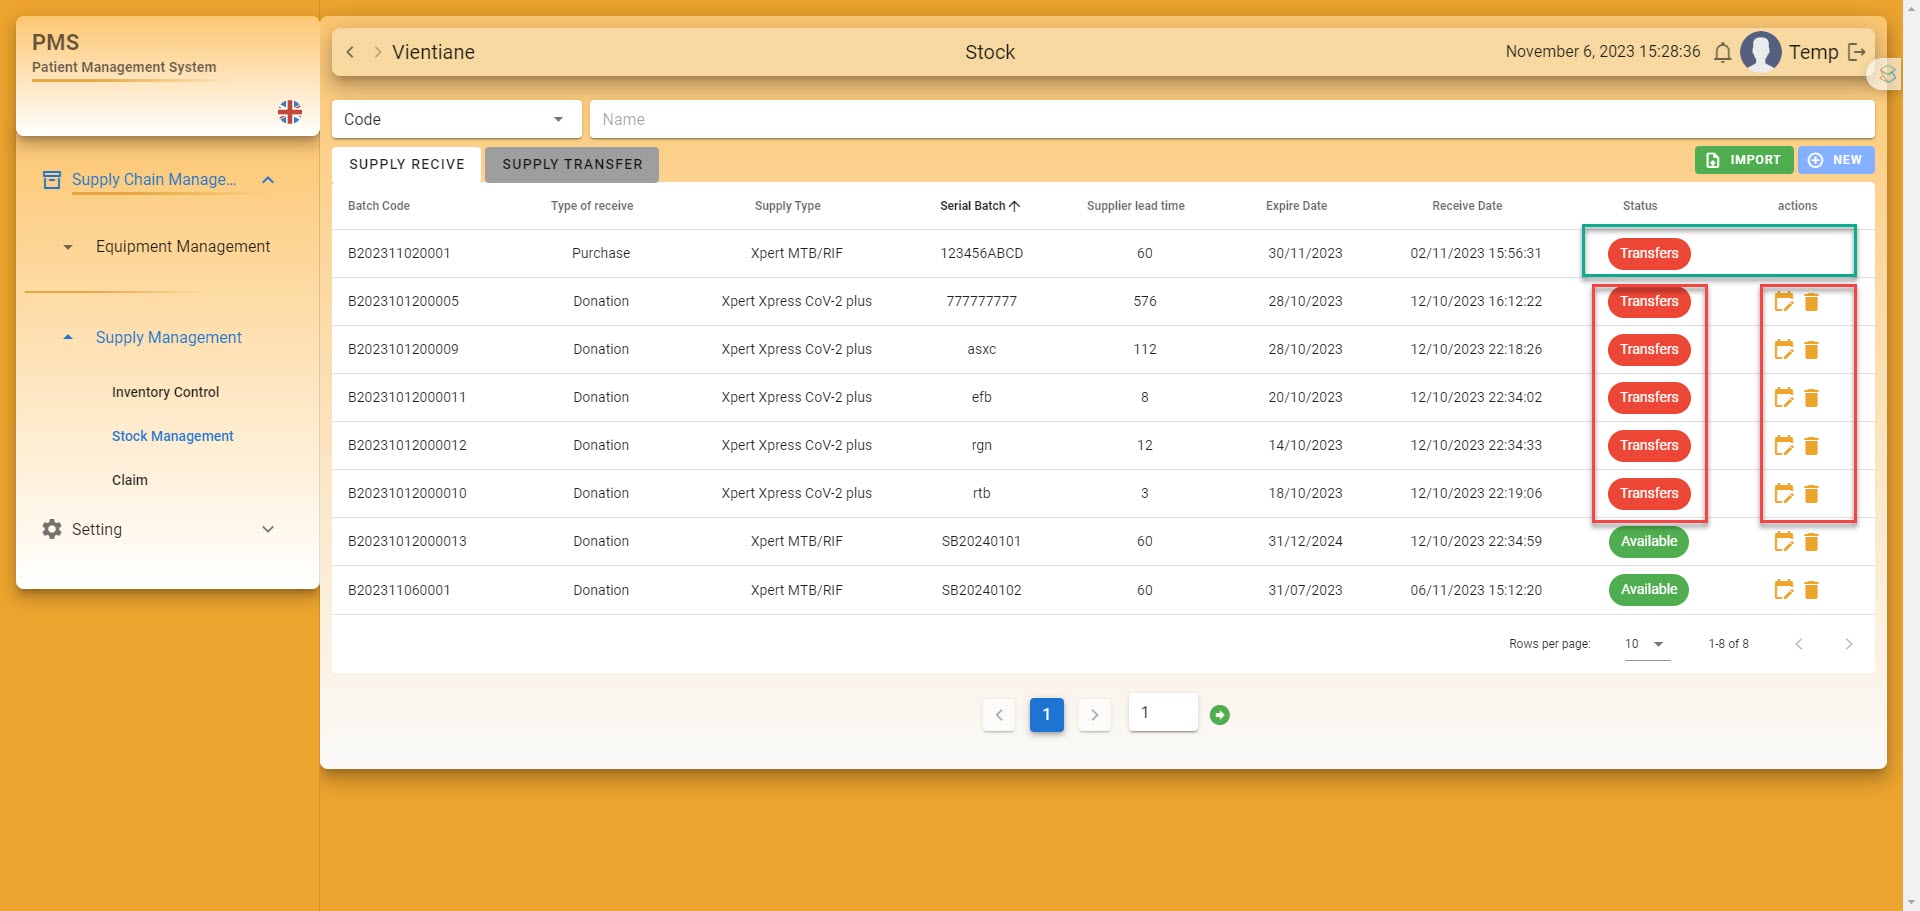 PMS
Patient Management System
Supply Chain Manage...
Equipment Management
Supply Management
Inventory Control
Stock Management
Claim
Setting
Vientiane
Stock
November 6, 2023 15:28:36
Temp
Code
Name
SUPPLY RECIVE
SUPPLY TRANSFER
IMPORT
NEW
Batch Code Type of receive Supply Type Serial Batch Supplier lead time Expire Date Receive Date Status actions
B202311020001 Purchase Xpert MTB/RIF 123456ABCD 60 30/11/2023 02/11/2023 15:56:31 Transfers
B2023101200005 Donation Xpert Xpress CoV-2 plus 777777777 576 28/10/2023 12/10/2023 16:12:22 Transfers
B2023101200009 Donation Xpert Xpress CoV-2 plus asxc 112 28/10/2023 12/10/2023 22:18:26 Transfers
B20231012000011 Donation Xpert Xpress CoV-2 plus efb 8 20/10/2023 12/10/2023 22:34:02 Transfers
B20231012000012 Donation Xpert Xpress CoV-2 plus rgn 12 14/10/2023 12/10/2023 22:34:33 Transfers
B20231012000010 Donation Xpert Xpress CoV-2 plus rtb 3 18/10/2023 12/10/2023 22:19:06 Transfers
B20231012000013 Donation Xpert MTB/RIF SB20240101 60 31/12/2024 12/10/2023 22:34:59 Available
B202311060001 Donation Xpert MTB/RIF SB20240102 60 31/07/2023 06/11/2023 15:12:20 Available
Rows per page: 10 1-8 of 8
1 1